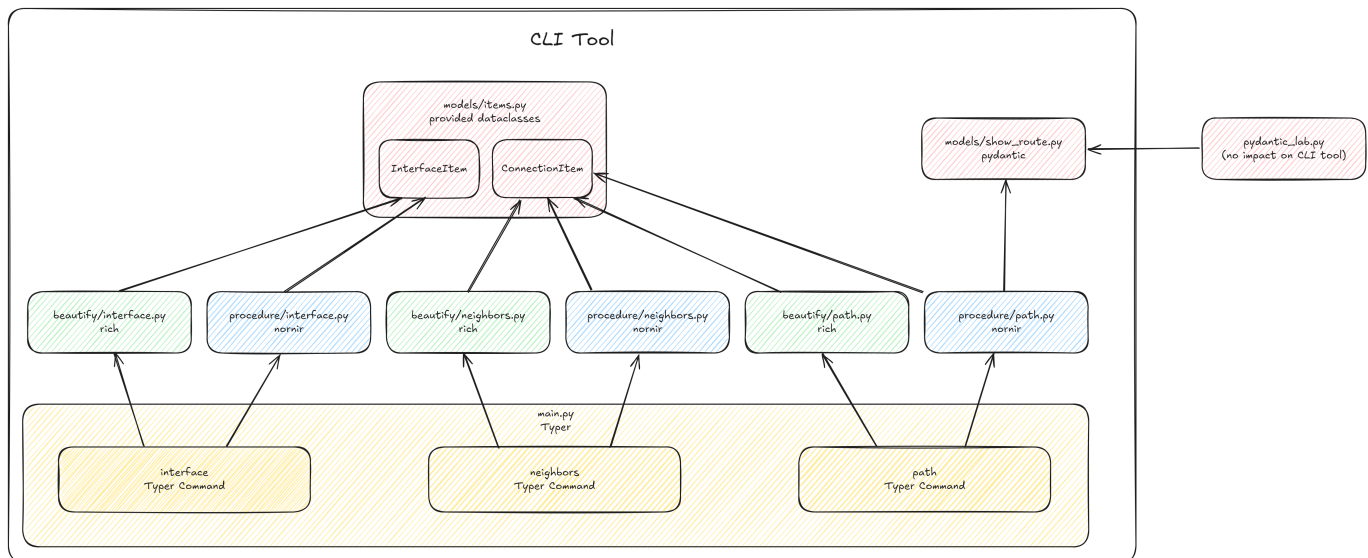 CLI Tool
models/items.py
provided dataclasses
InterfaceItem
ConnectionItem
models/show_route.py
pydantic
pydantic_lab.py
(no impact on CLI tool)
beautify/interface.py
rich
procedure/interface.py
nornir
beautify/neighbors.py
rich
procedure/neighbors.py
nornir
beautify/path.py
rich
procedure/path.py
nornir
main.py
Typer
interface
Typer Command
neighbors
Typer Command
path
Typer Command